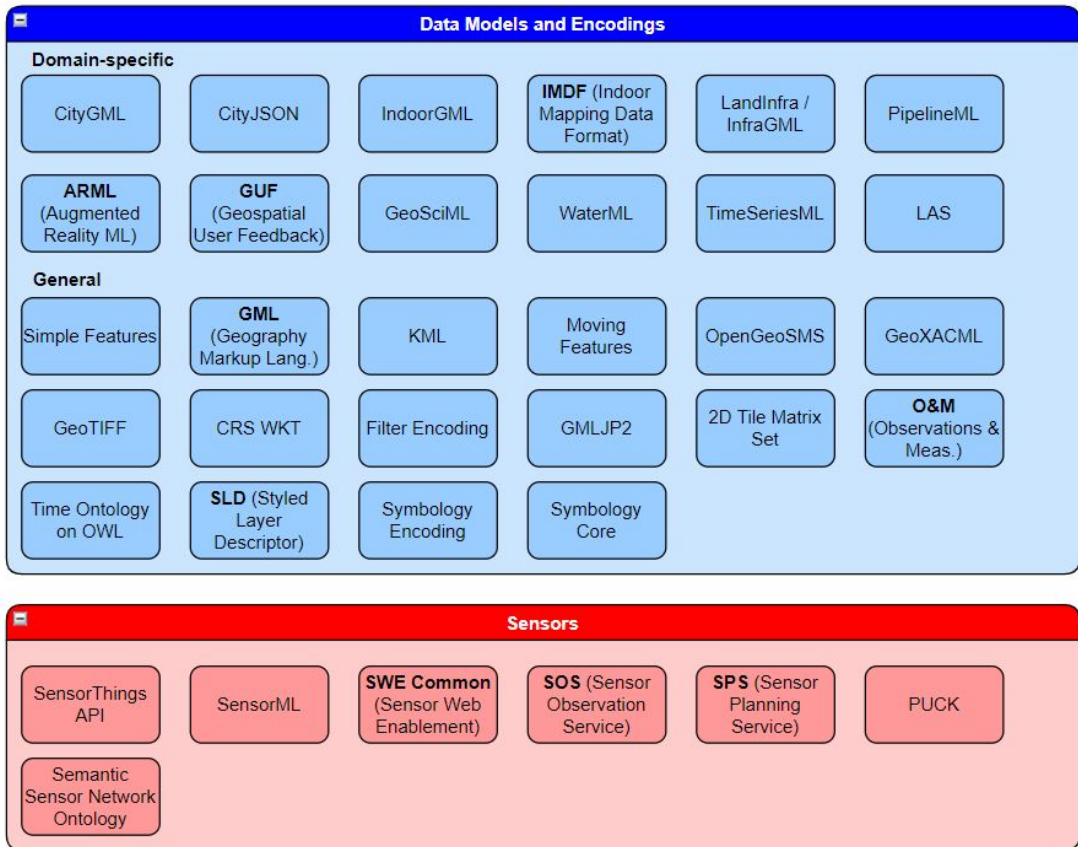 Data Models and Encodings
Domain-specific
CityGML
CityJSON
IndoorGML
IMDF (Indoor
Mapping Data
Format)
LandInfra /
InfraGML
PipelineML
ARML
(Augmented
Reality ML)
GUF
(Geospatial
User Feedback)
GeoSciML
WaterML
TimeSeriesML
LAS
General
Simple Features
GML
(Geography
Markup Lang.)
KML
Moving
Features
OpenGeoSMS
GeoXACML
GeoTIFF
CRS WKT
Filter Encoding
GMLJP2
2D Tile Matrix
Set
O&M
(Observations &
Meas.)
Time Ontology
on OWL
SLD (Styled
Layer
Descriptor)
Symbology
Encoding
Symbology
Core
Sensors
SensorThings
API
SensorML
SWE Common
(Sensor Web
Enablement)
SOS (Sensor
Observation
Service)
SPS (Sensor
Planning
Service)
PUCK
Semantic
Sensor Network
Ontology